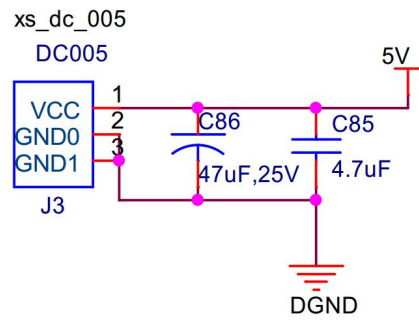 xs_dc_005
DC005
5V
VCC 1
GND0 2
GND1 3
J3
C86
47uF,25V
C85
4.7uF
DGND